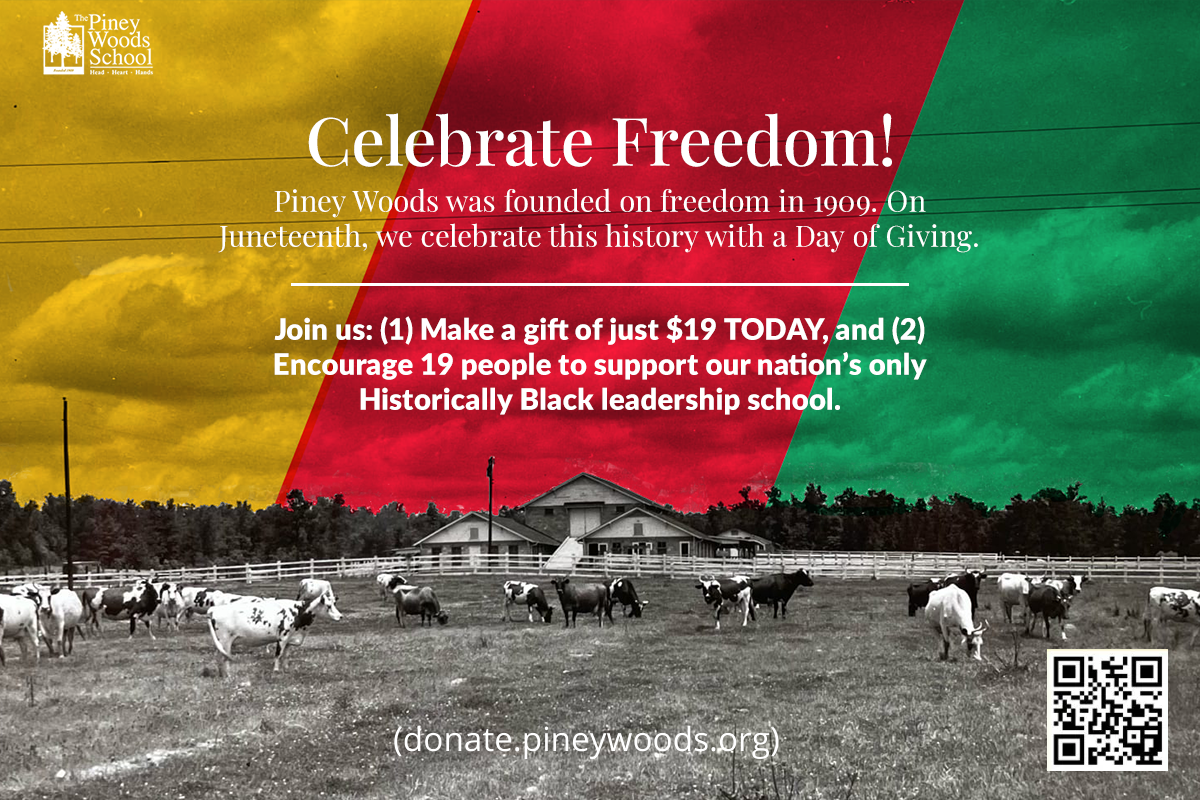 The Piney
Woods
School
Head · Heart · Hands
Celebrate Freedom!
Piney Woods was founded on freedom in 1909. On
Juneteenth, we celebrate this history with a Day of Giving.
Join us: (1) Make a gift of just $19 TODAY, and (2)
Encourage 19 people to support our nation’s only
Historically Black leadership school.
(donate.pineywoods.org)